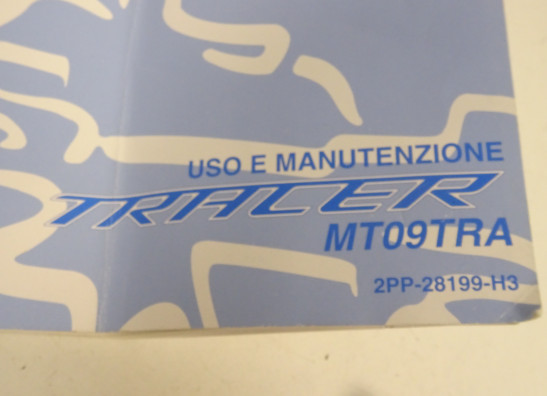 USO E MANUTENZIONE
TRACER
MT09TRA
2PP-28199-H3